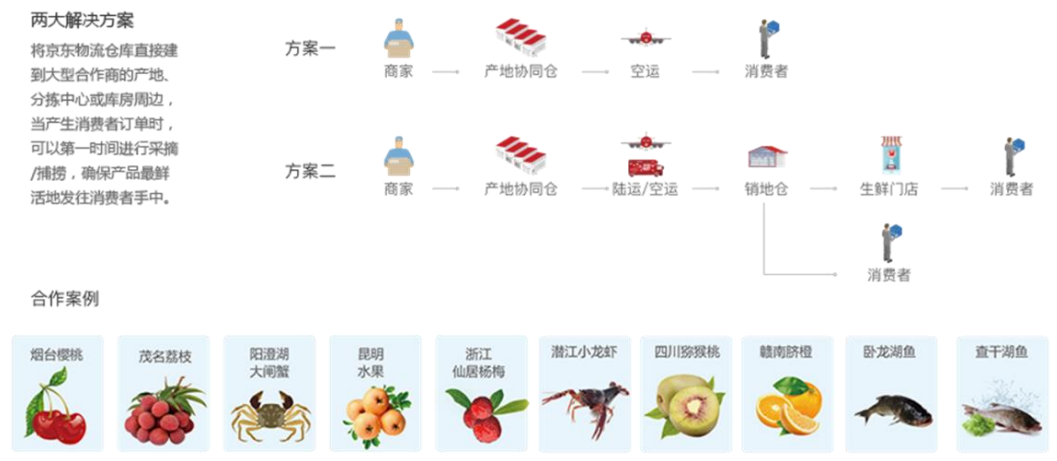 两大解决方案
将京东物流仓库直接建
到大型合作商的产地、
分拣中心或库房周边，
当产生消费者订单时，
可以第一时间进行采摘
/捕捞，确保产品最鲜
活地发往消费者手中。
方案一
商家
产地协同仓
空运
消费者
方案二
商家
产地协同仓
陆运/空运
销地仓
生鲜门店
消费者
消费者
合作案例
烟台樱桃
茂名荔枝
阳澄湖
大闸蟹
昆明
水果
浙江
仙居杨梅
潜江小龙虾
四川猕猴桃
赣南脐橙
卧龙湖鱼
查干湖鱼